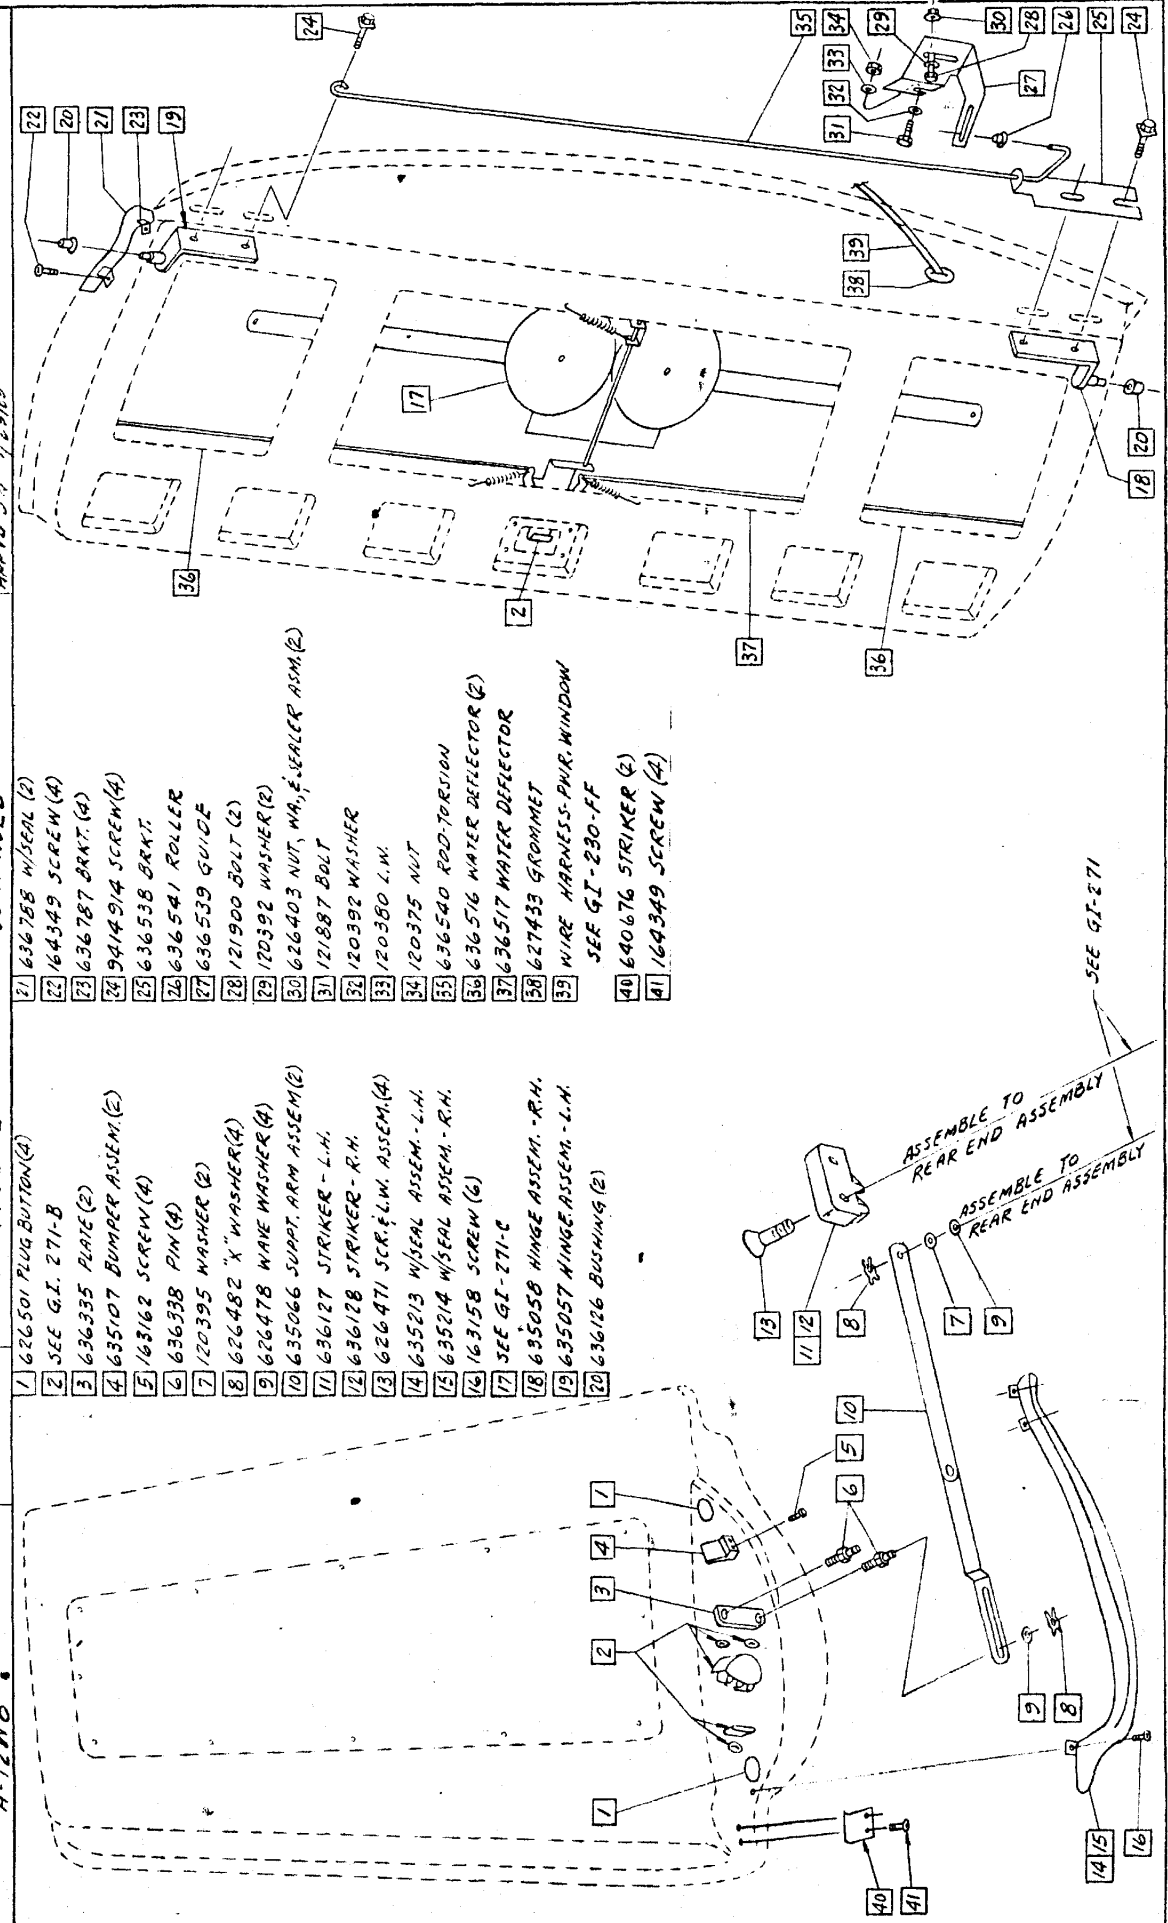 1 626501 PLUG BUTTON(4)
2 SEE G.I. 271-B
3 636335 PLATE (2)
4 635107 BUMPER ASSEM.(2)
5 163162 SCREW (4)
6 636338 PIN (4)
7 120395 WASHER (2)
8 626482 "X" WASHER (4)
9 626478 WAVE WASHER (4)
10 635066 SUPPT. ARM ASSEM (2)
11 636127 STRIKER - L.H.
12 636128 STRIKER - R.H.
13 626471 SCR. & L.W. ASSEM. (4)
14 635213 W/SEAL ASSEM. - L.H.
15 635214 W/SEAL ASSEM. - R.H.
16 163158 SCREW (6)
17 SEE GI-271-C
18 635058 HINGE ASSEM. - R.H.
19 635057 HINGE ASSEM. - L.H.
20 636126 BUSHING (2)
21 636788 W/SEAL (2)
22 164349 SCREW (4)
23 636787 BRKT. (4)
24 9414914 SCREW (4)
25 636538 BRKT.
26 636541 ROLLER
27 636539 GUIDE
28 121900 BOLT (2)
29 120392 WASHER (2)
30 626403 NUT, WA., & SEALER ASM. (2)
31 121887 BOLT
32 120392 WASHER
33 120380 L.W.
34 120375 NUT
35 636540 ROD-TORSION
36 636516 WATER DEFLECTOR (2)
37 636517 WATER DEFLECTOR
38 627433 GROMMET
39 WIRE HARNESS-PWR. WINDOW
SEE GI-230-FF
40 640676 STRIKER (2)
41 164349 SCREW (4)
1
1
2
3
4
5
6
7
8
8
9
9
10
11 12
13
14 15
16
40
41
ASSEMBLE TO
REAR END ASSEMBLY
ASSEMBLE TO
REAR END ASSEMBLY
SEE GI-271
22
20
21
23
19
24
35
34
33
32
31
29
30
28
26
25
24
27
39
38
17
2
36
37
36
18
20